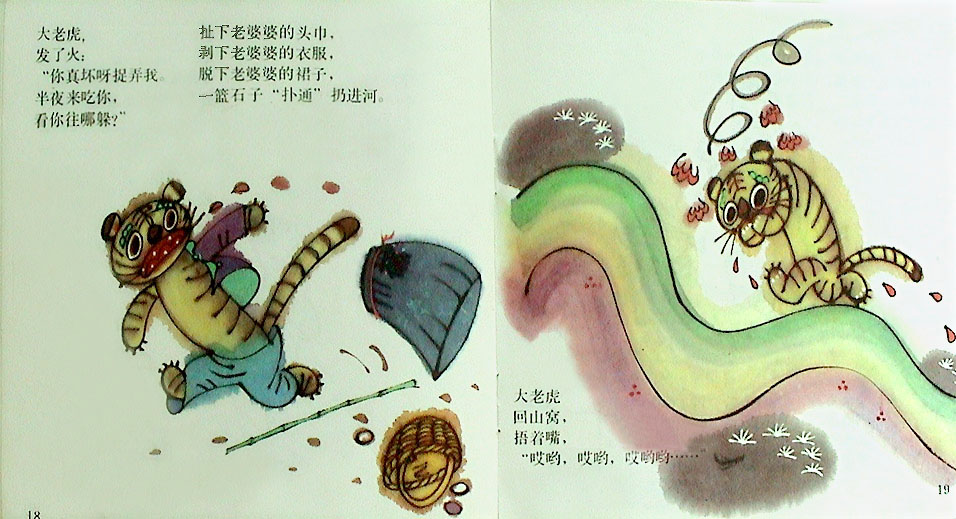 大老虎,
发了火:
“你真坏呀捉弄我。
半夜来吃你,
看你往哪躲?”
扯下老婆婆的头巾,
剥下老婆婆的衣服,
脱下老婆婆的裙子,
一篮石子“扑通”扔进河。
18
大老虎
回山窝,
捂着嘴,
“哎哟, 哎哟, 哎哟哟……”
19